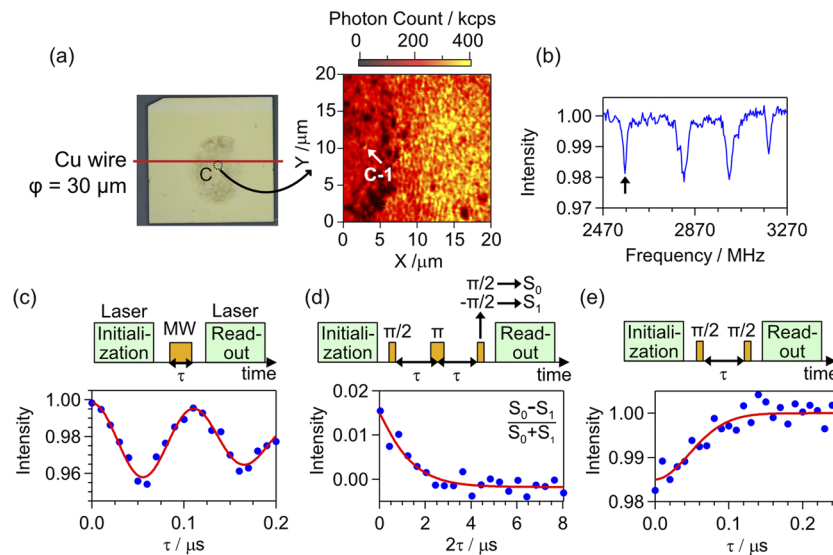 (a)
Photon Count / kcps
0 200 400
Cu wire
φ = 30 μm
C
20
15
10
5
0
Y /μm
C-1
0 5 10 15 20
X /μm
(b)
1.00
0.99
0.98
0.97
Intensity
2470 2870 3270
Frequency / MHz
(c)
Laser Laser
Initiali-
zation
MW
Read-
out
τ time
1.00
0.98
0.96
Intensity
0.0 0.1 0.2
τ / μs
(d)
π/2 → S0
-π/2 → S1
Initiali-
zation
π/2 π
Read-
out
τ τ time
0.02
0.01
0.00
Intensity
S0−S1
S0+S1
0 2 4 6 8
2τ / μs
(e)
Initiali-
zation
π/2 π/2
Read-
out
τ time
1.00
0.99
0.98
Intensity
0.0 0.1 0.2
τ / μs